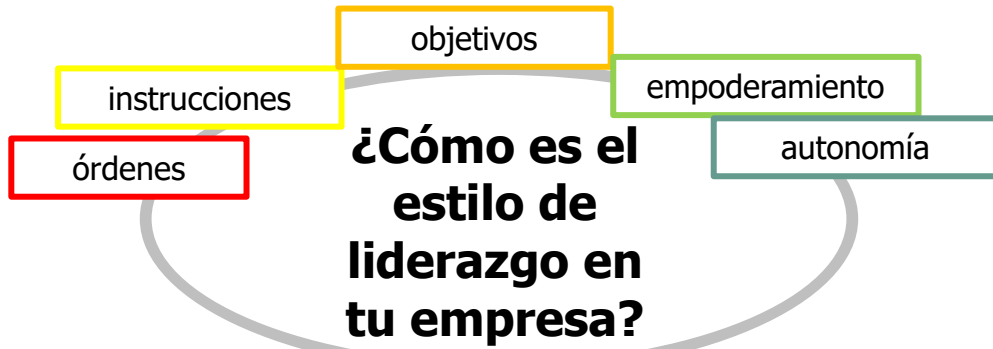 objetivos
instrucciones
empoderamiento
órdenes
autonomía
¿Cómo es el
estilo de
liderazgo en
tu empresa?